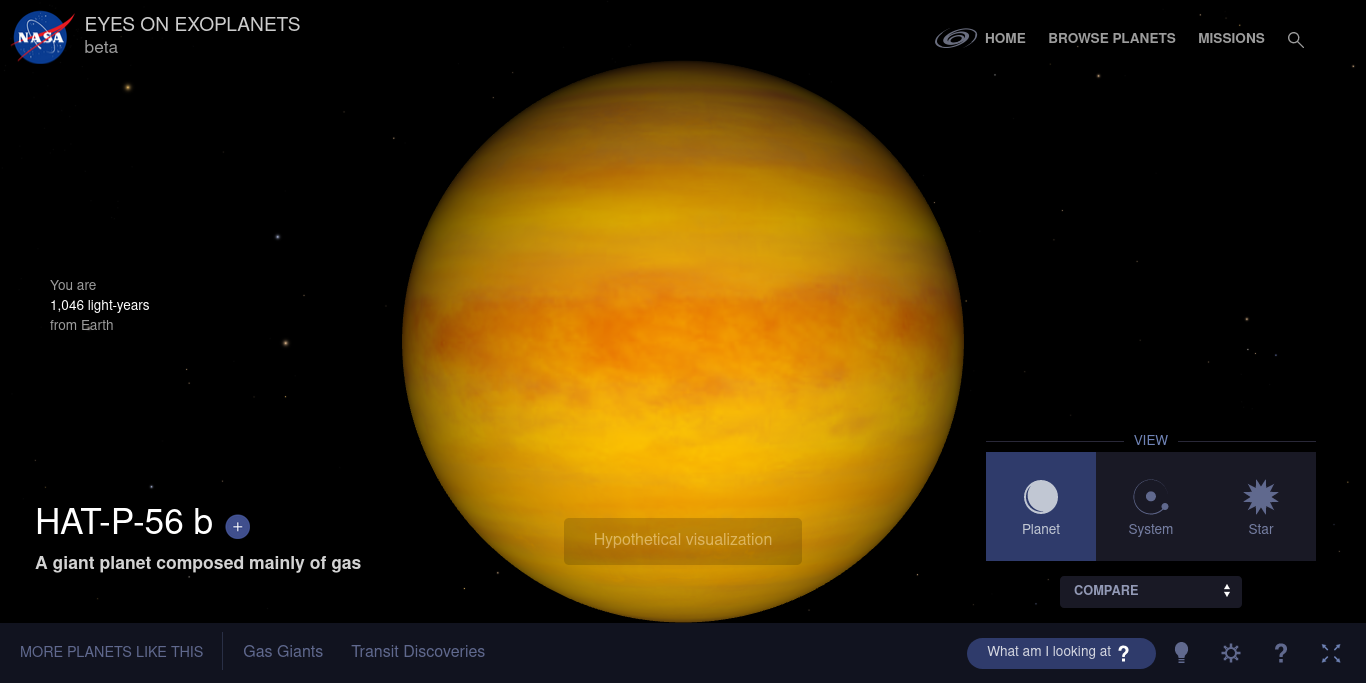 NASA
EYES ON EXOPLANETS
beta
HOME
BROWSE PLANETS
MISSIONS
You are
1,046 light-years
from Earth
HAT-P-56 b +
A giant planet composed mainly of gas
Hypothetical visualization
VIEW
Planet
System
Star
COMPARE
MORE PLANETS LIKE THIS
Gas Giants
Transit Discoveries
What am I looking at ?
?